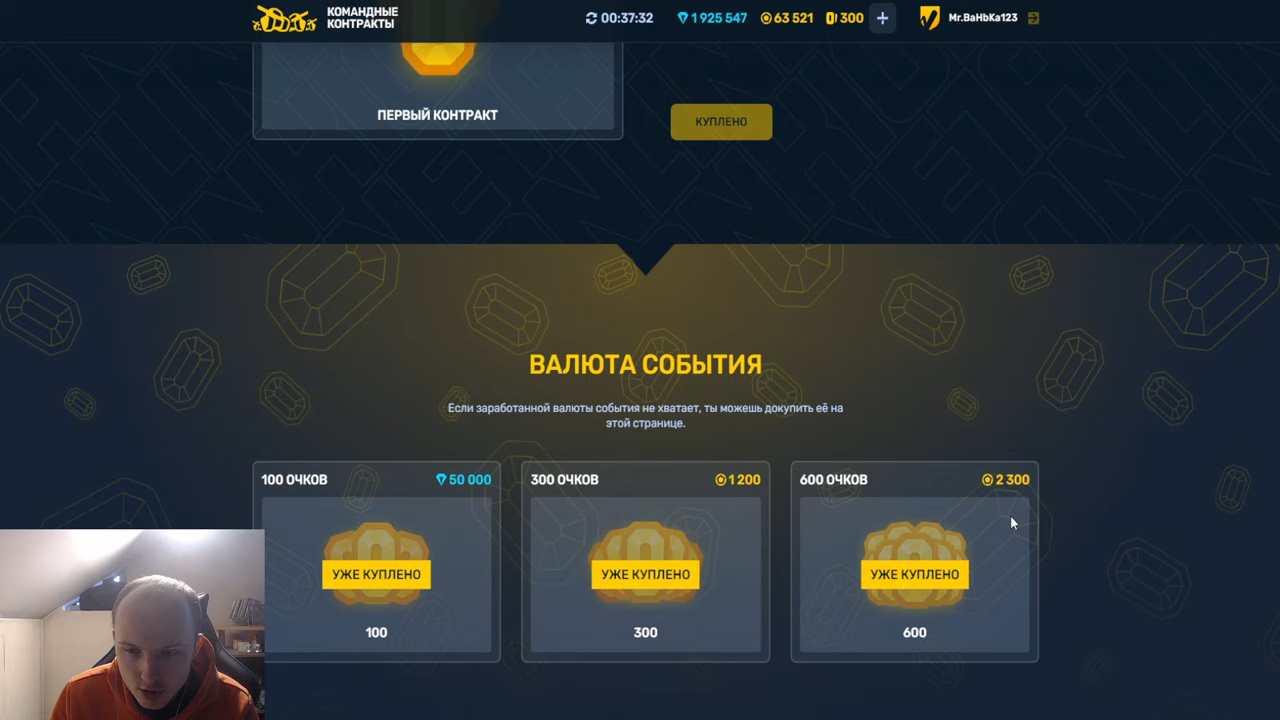 КОМАНДНЫЕ
КОНТРАКТЫ
00:37:32
1 925 547
63 521
300
+
Mr.BaHbKa123
ПЕРВЫЙ КОНТРАКТ
КУПЛЕНО
ВАЛЮТА СОБЫТИЯ
Если заработанной валюты события не хватает, ты можешь докупить её на
этой странице.
100 ОЧКОВ
50 000
УЖЕ КУПЛЕНО
100
300 ОЧКОВ
1 200
УЖЕ КУПЛЕНО
300
600 ОЧКОВ
2 300
УЖЕ КУПЛЕНО
600